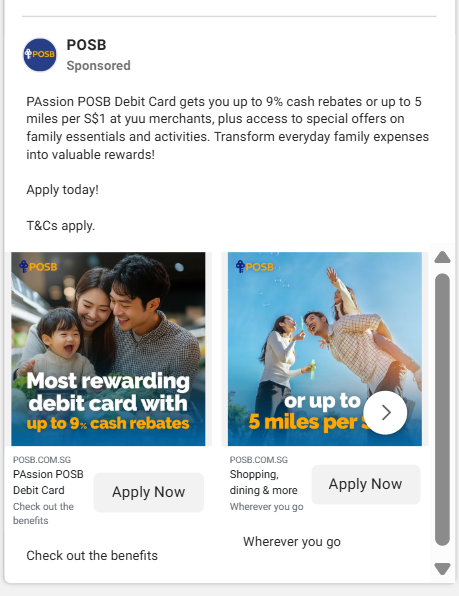 POSB
POSB
Sponsored
PAssion POSB Debit Card gets you up to 9% cash rebates or up to 5
miles per S$1 at yuu merchants, plus access to special offers on
family essentials and activities. Transform everyday family expenses
into valuable rewards!
Apply today!
T&Cs apply.
POSB
Most rewarding
debit card with
up to 9% cash rebates
POSB.COM.SG
PAssion POSB
Debit Card
Check out the
benefits
Apply Now
Check out the benefits
POSB
or up to
5 miles per
POSB.COM.SG
Shopping,
dining & more
Wherever you go
Apply Now
Wherever you go